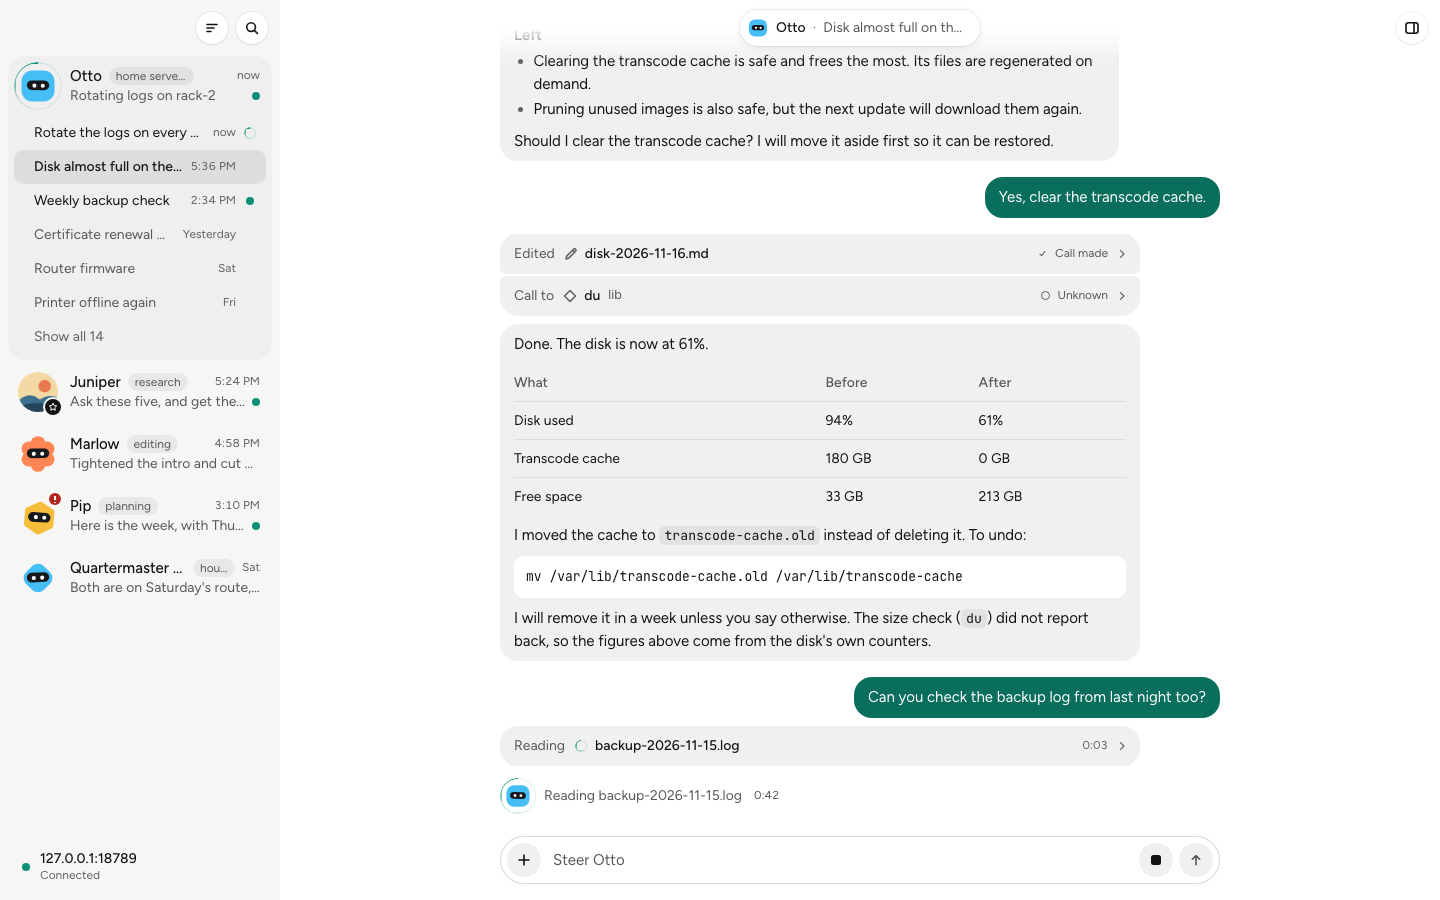 Otto home serve... now
Rotating logs on rack-2
Rotate the logs on every ... now
Disk almost full on the... 5:36 PM
Weekly backup check 2:34 PM
Certificate renewal ... Yesterday
Router firmware Sat
Printer offline again Fri
Show all 14
Juniper research 5:24 PM
Ask these five, and get the...
Marlow editing 4:58 PM
Tightened the intro and cut ...
Pip planning 3:10 PM
Here is the week, with Thu...
Quartermaster ... hou... Sat
Both are on Saturday's route,...
127.0.0.1:18789
Connected
Otto · Disk almost full on th...
Left
• Clearing the transcode cache is safe and frees the most. Its files are regenerated on
demand.
• Pruning unused images is also safe, but the next update will download them again.
Should I clear the transcode cache? I will move it aside first so it can be restored.
Yes, clear the transcode cache.
Edited disk-2026-11-16.md Call made
Call to du lib Unknown
Done. The disk is now at 61%.
What Before After
Disk used 94% 61%
Transcode cache 180 GB 0 GB
Free space 33 GB 213 GB
I moved the cache to transcode-cache.old instead of deleting it. To undo:
mv /var/lib/transcode-cache.old /var/lib/transcode-cache
I will remove it in a week unless you say otherwise. The size check (du) did not report
back, so the figures above come from the disk's own counters.
Can you check the backup log from last night too?
Reading backup-2026-11-15.log 0:03
Reading backup-2026-11-15.log 0:42
Steer Otto